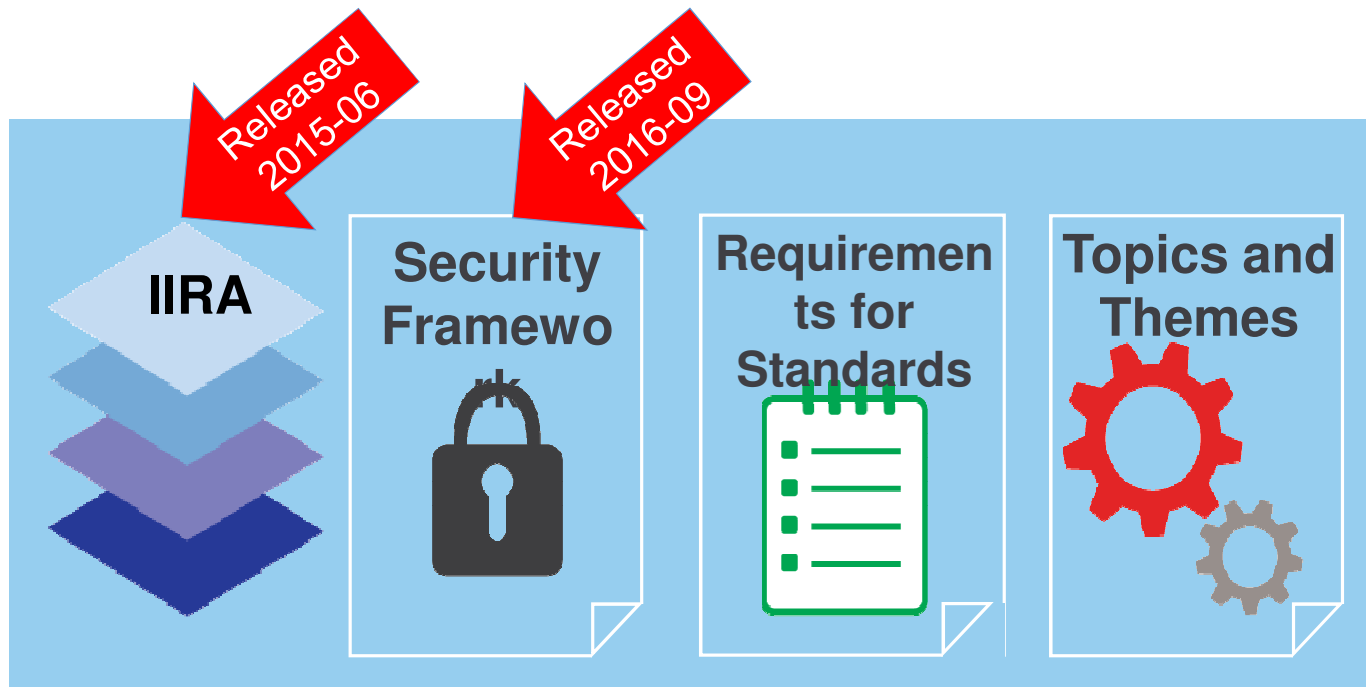 Released
2015-06
Released
2016-09
IIRA
Security
Framewo
rk
Requiremen
ts for
Standards
Topics and
Themes